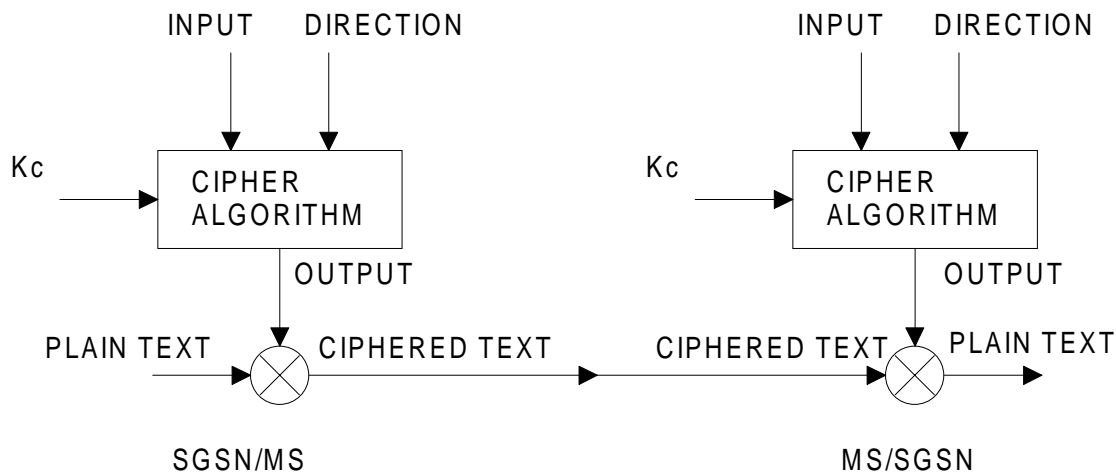 INPUT DIRECTION INPUT DIRECTION
Kc CIPHER ALGORITHM Kc CIPHER ALGORITHM
OUTPUT OUTPUT
PLAIN TEXT CIPHERED TEXT CIPHERED TEXT PLAIN TEXT
SGSN/MS MS/SGSN